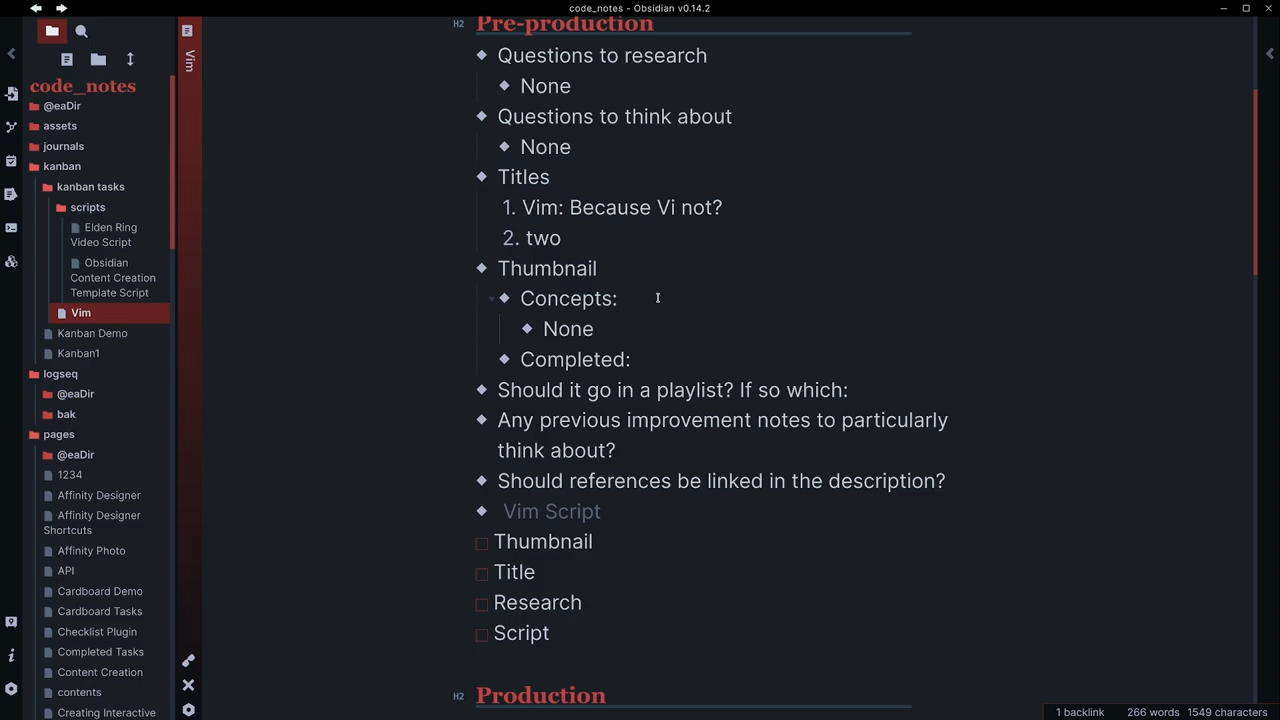 code_notes - Obsidian v0.14.2
code_notes
@eaDir
assets
journals
kanban
kanban tasks
scripts
Elden Ring
Video Script
Obsidian
Content Creation
Template Script
Vim
Kanban Demo
Kanban1
logseq
@eaDir
bak
pages
@eaDir
1234
Affinity Designer
Affinity Designer
Shortcuts
Affinity Photo
API
Cardboard Demo
Cardboard Tasks
Checklist Plugin
Completed Tasks
Content Creation
contents
Creating Interactive
Vim
H2 Pre-production
Questions to research
None
Questions to think about
None
Titles
1. Vim: Because Vi not?
2. two
Thumbnail
Concepts:
None
Completed:
Should it go in a playlist? If so which:
Any previous improvement notes to particularly
think about?
Should references be linked in the description?
Vim Script
Thumbnail
Title
Research
Script
H2 Production
1 backlink 266 words 1549 characters